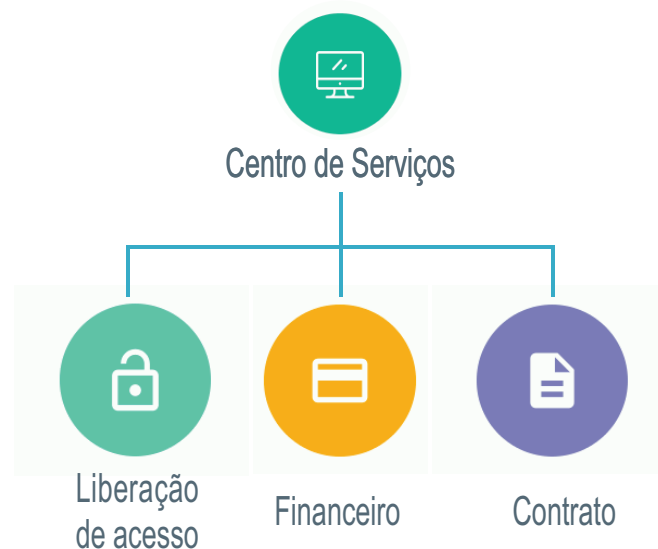 Centro de Serviços
Liberação
de acesso
Financeiro
Contrato